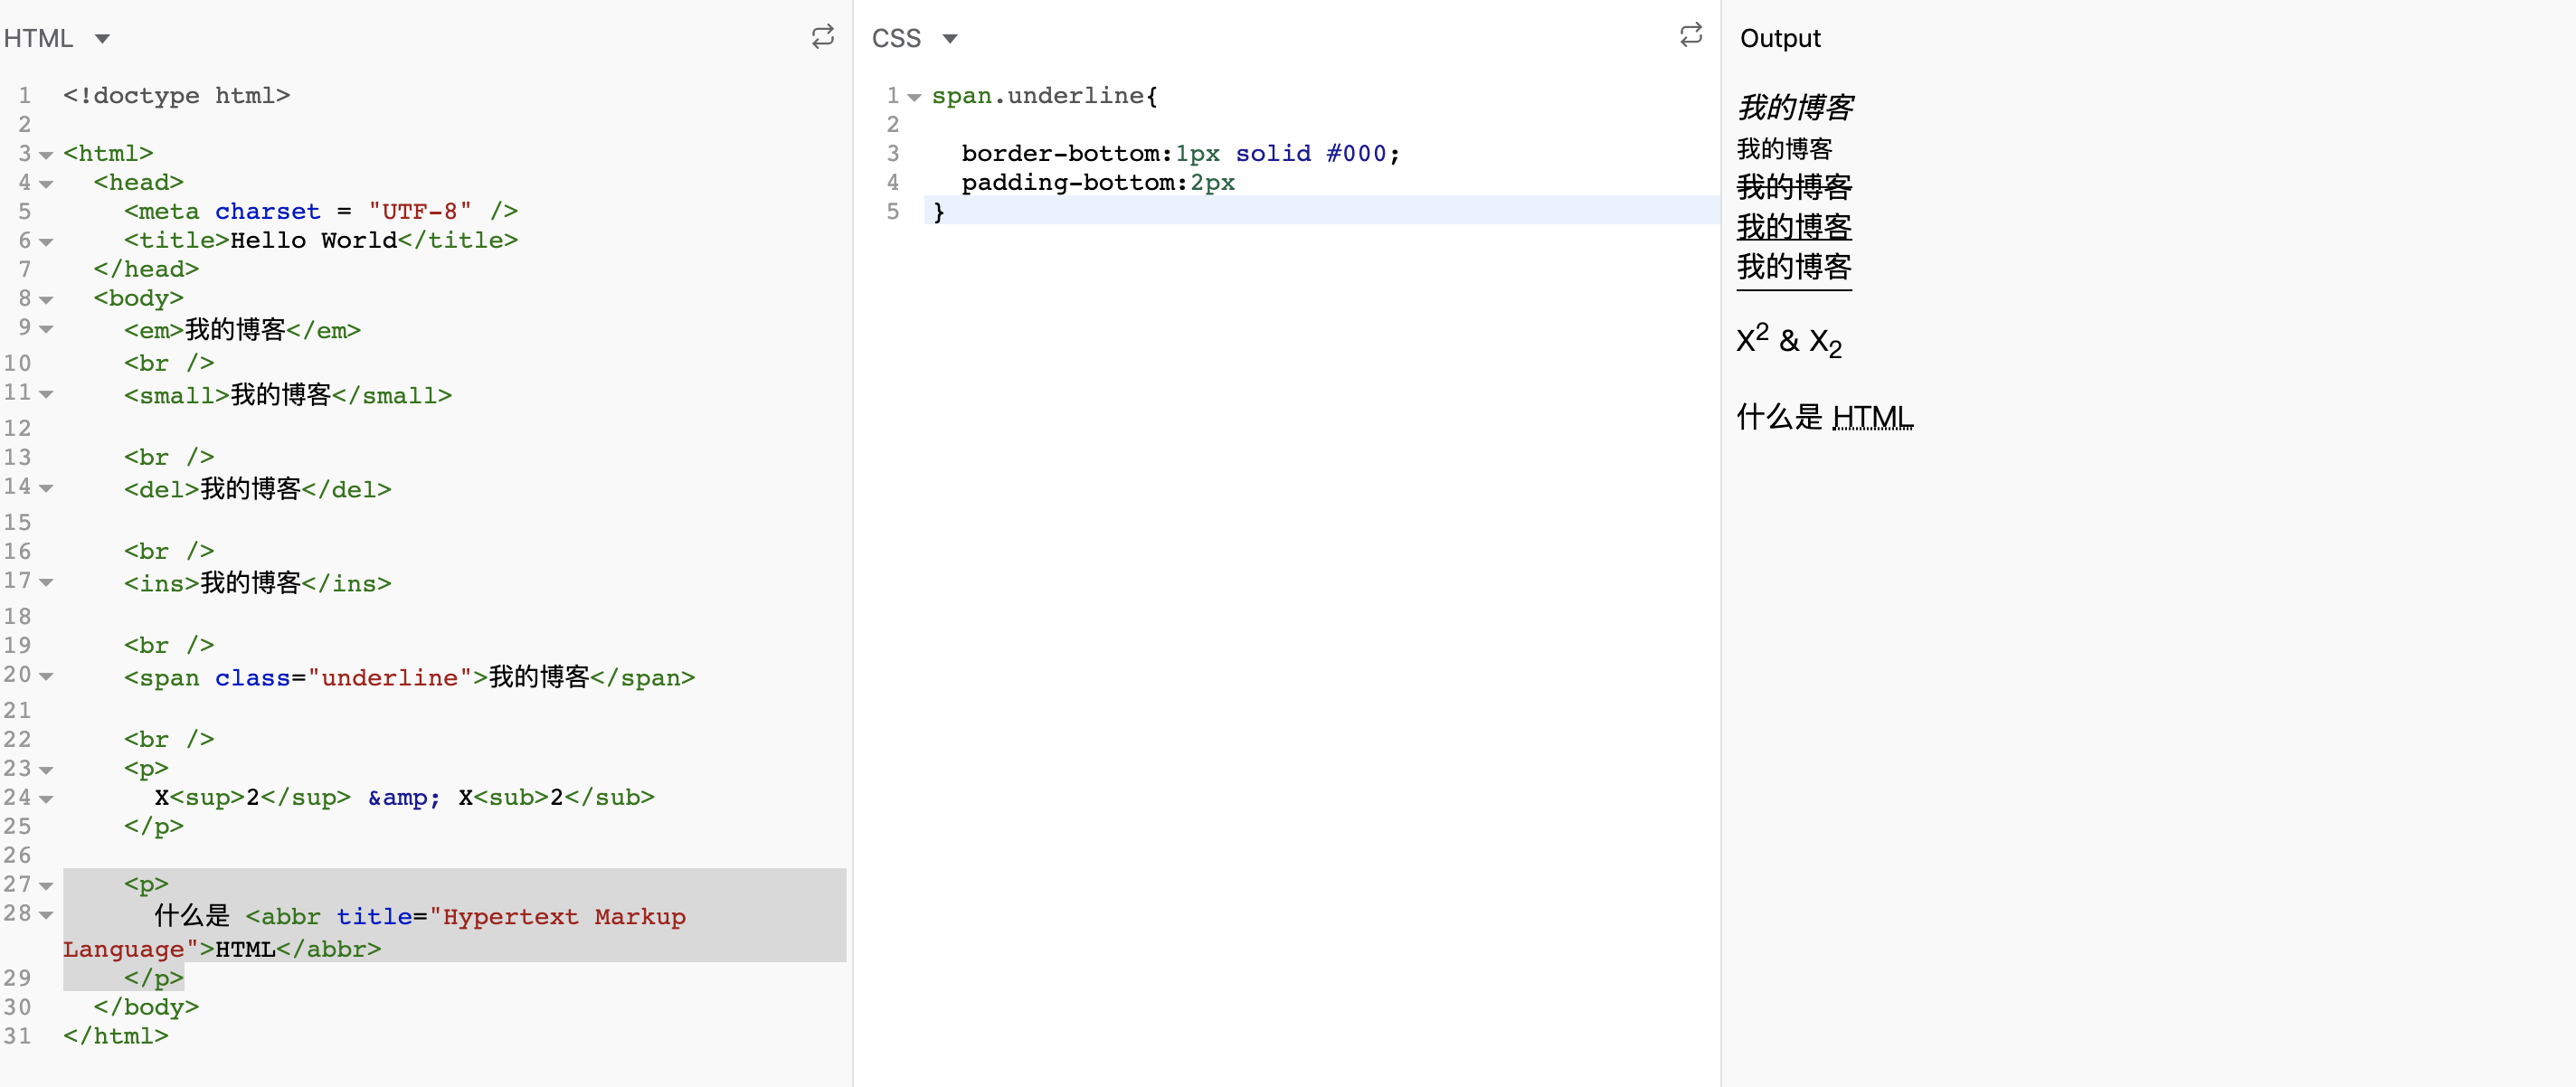 HTML
1 <!doctype html>
2
3 <html>
4 <head>
5 <meta charset = "UTF-8" />
6 <title>Hello World</title>
7 </head>
8 <body>
9 <em>我的博客</em>
10 <br />
11 <small>我的博客</small>
12
13 <br />
14 <del>我的博客</del>
15
16 <br />
17 <ins>我的博客</ins>
18
19 <br />
20 <span class="underline">我的博客</span>
21
22 <br />
23 <p>
24 X<sup>2</sup> &amp; X<sub>2</sub>
25 </p>
26
27 <p>
28 什么是 <abbr title="Hypertext Markup
Language">HTML</abbr>
29 </p>
30 </body>
31 </html>
CSS
1 span.underline{
2
3 border-bottom:1px solid #000;
4 padding-bottom:2px
5 }
Output
我的博客
我的博客
我的博客
我的博客
我的博客
X² & X₂
什么是 HTML